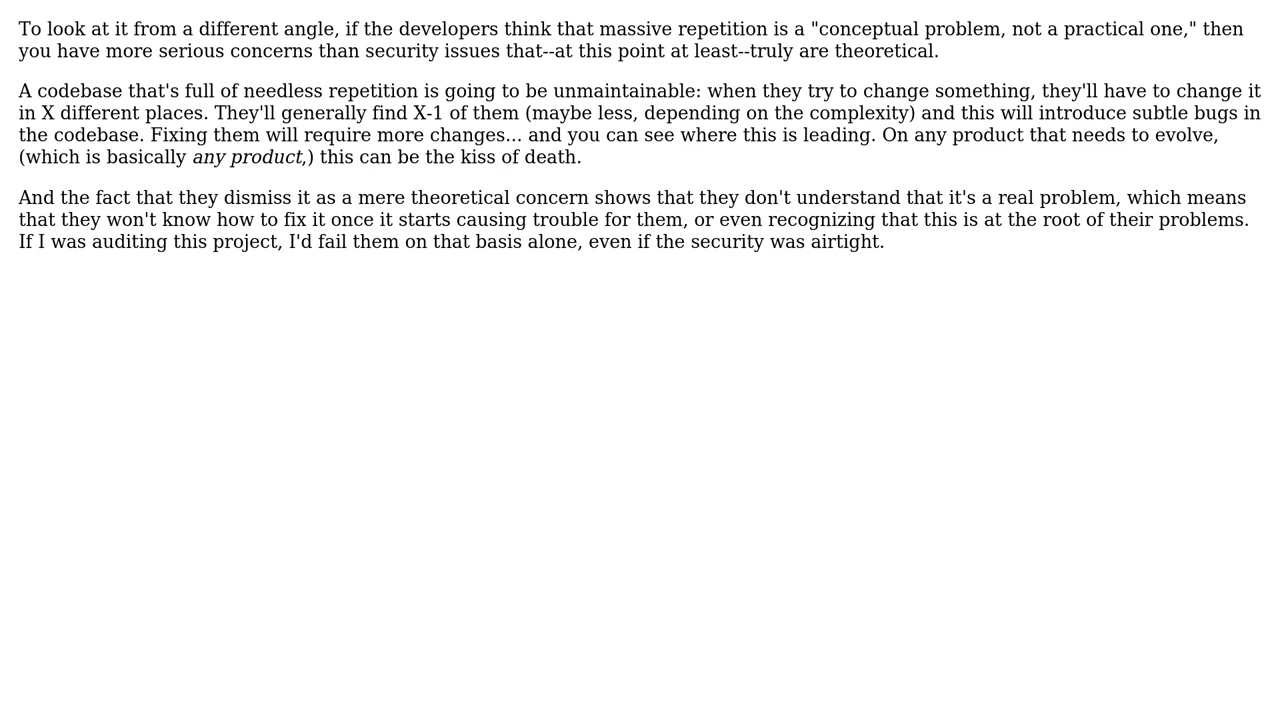 To look at it from a different angle, if the developers think that massive repetition is a "conceptual problem, not a practical one," then
you have more serious concerns than security issues that--at this point at least--truly are theoretical.
A codebase that's full of needless repetition is going to be unmaintainable: when they try to change something, they'll have to change it
in X different places. They'll generally find X-1 of them (maybe less, depending on the complexity) and this will introduce subtle bugs in
the codebase. Fixing them will require more changes... and you can see where this is leading. On any product that needs to evolve,
(which is basically any product,) this can be the kiss of death.
And the fact that they dismiss it as a mere theoretical concern shows that they don't understand that it's a real problem, which means
that they won't know how to fix it once it starts causing trouble for them, or even recognizing that this is at the root of their problems.
If I was auditing this project, I'd fail them on that basis alone, even if the security was airtight.